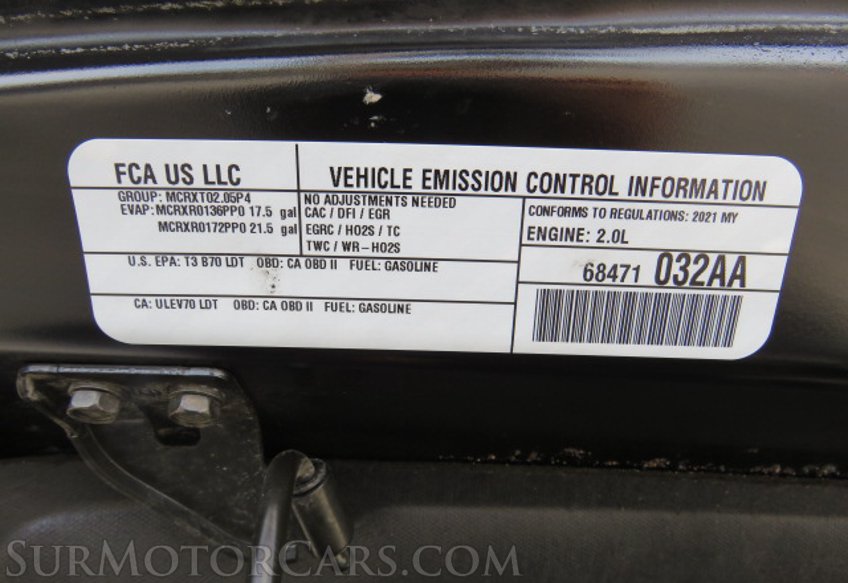 FCA US LLC
GROUP: MCRXT02.05P4
EVAP: MCRXR0136PP0 17.5 gal
MCRXR0172PP0 21.5 gal
VEHICLE EMISSION CONTROL INFORMATION
NO ADJUSTMENTS NEEDED
CAC / DFI / EGR
EGRC / HO2S / TC
TWC / WR-HO2S
CONFORMS TO REGULATIONS: 2021 MY
ENGINE: 2.0L
U.S. EPA: T3 B70 LDT OBD: CA OBD II FUEL: GASOLINE
CA: ULEV70 LDT OBD: CA OBD II FUEL: GASOLINE
68471 032AA
SURMOTORCARS.COM